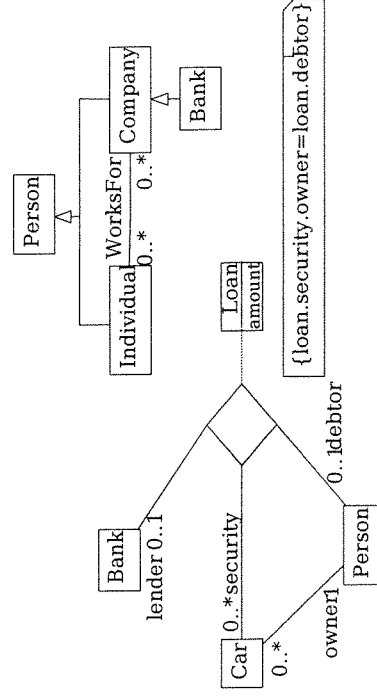 Person
Individual
WorksFor
0..*
0..*
Company
Bank
Bank
lender 0..1
Loan
amount
0..*security
Car
0..*
owner1
0..1debtor
Person
{loan.security.owner=loan.debtor}